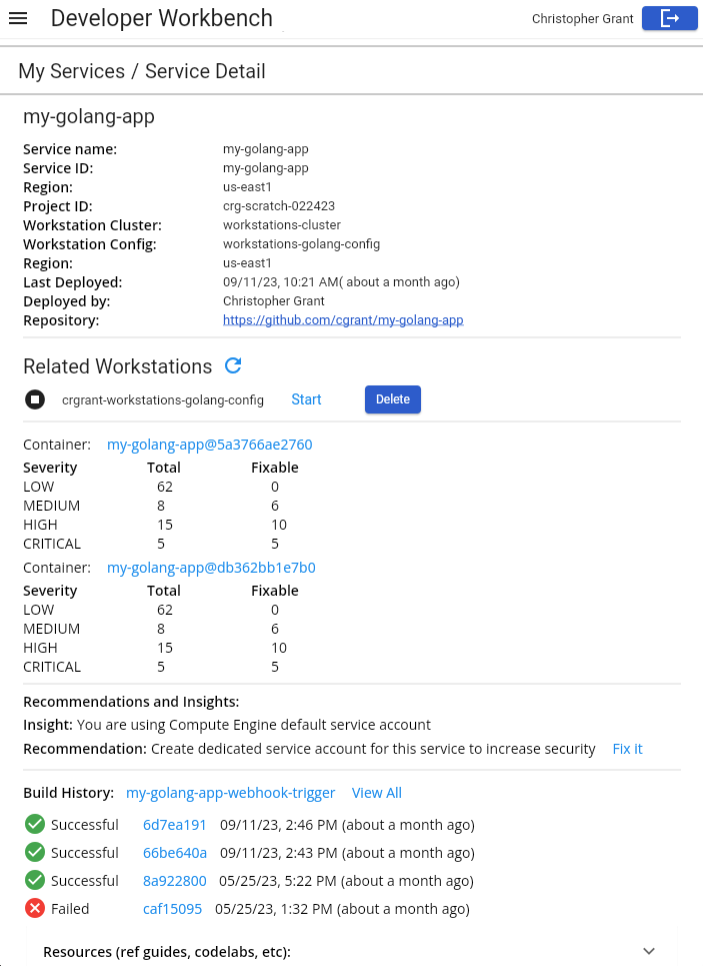 Developer Workbench
Christopher Grant
My Services / Service Detail
my-golang-app
Service name: my-golang-app
Service ID: my-golang-app
Region: us-east1
Project ID: crg-scratch-022423
Workstation Cluster: workstations-cluster
Workstation Config: workstations-golang-config
Region: us-east1
Last Deployed: 09/11/23, 10:21 AM( about a month ago)
Deployed by: Christopher Grant
Repository: https://github.com/cgrant/my-golang-app
Related Workstations
crgrant-workstations-golang-config Start Delete
Container: my-golang-app@5a3766ae2760
Severity Total Fixable
LOW 62 0
MEDIUM 8 6
HIGH 15 10
CRITICAL 5 5
Container: my-golang-app@db362bb1e7b0
Severity Total Fixable
LOW 62 0
MEDIUM 8 6
HIGH 15 10
CRITICAL 5 5
Recommendations and Insights:
Insight: You are using Compute Engine default service account
Recommendation: Create dedicated service account for this service to increase security Fix it
Build History: my-golang-app-webhook-trigger View All
Successful 6d7ea191 09/11/23, 2:46 PM (about a month ago)
Successful 66be640a 09/11/23, 2:43 PM (about a month ago)
Successful 8a922800 05/25/23, 5:22 PM (about a month ago)
Failed caf15095 05/25/23, 1:32 PM (about a month ago)
Resources (ref guides, codelabs, etc):